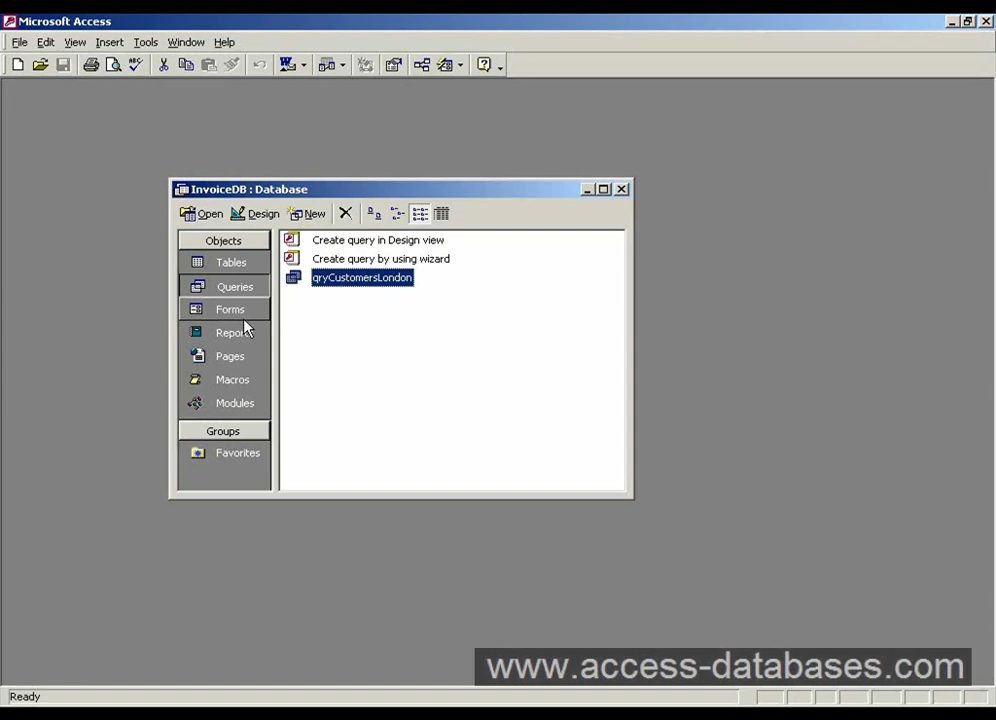 Microsoft Access
File Edit View Insert Tools Window Help
InvoiceDB : Database
Open Design New
Objects
Tables
Queries
Forms
Reports
Pages
Macros
Modules
Groups
Favorites
Create query in Design view
Create query by using wizard
qryCustomersLondon
www.access-databases.com
Ready